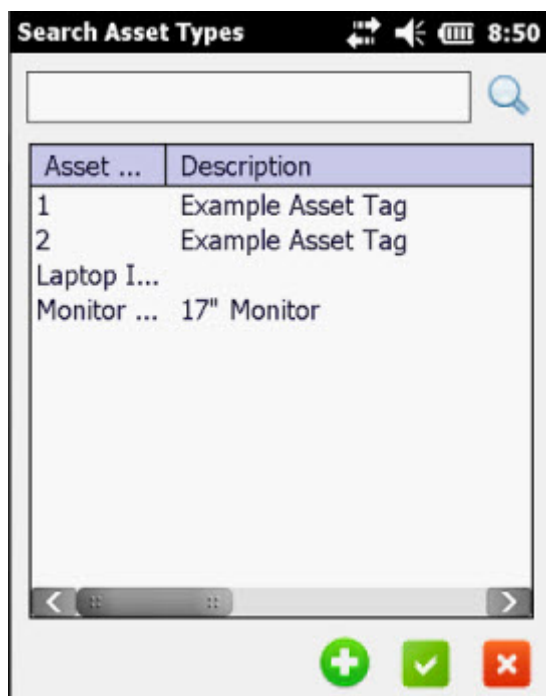 Search Asset Types 8:50
Asset ... Description
1 Example Asset Tag
2 Example Asset Tag
Laptop I...
Monitor ... 17" Monitor